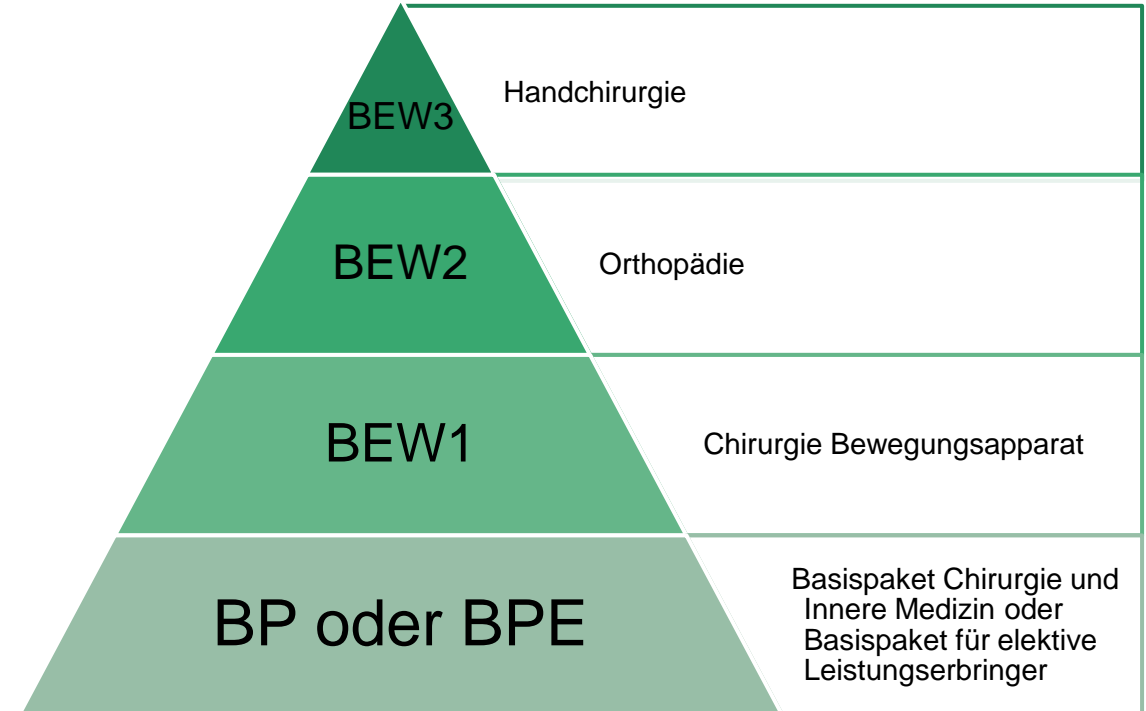 BEW3
Handchirurgie
BEW2
Orthopädie
BEW1
Chirurgie Bewegungsapparat
BP oder BPE
Basispaket Chirurgie und
Innere Medizin oder
Basispaket für elektive
Leistungserbringer